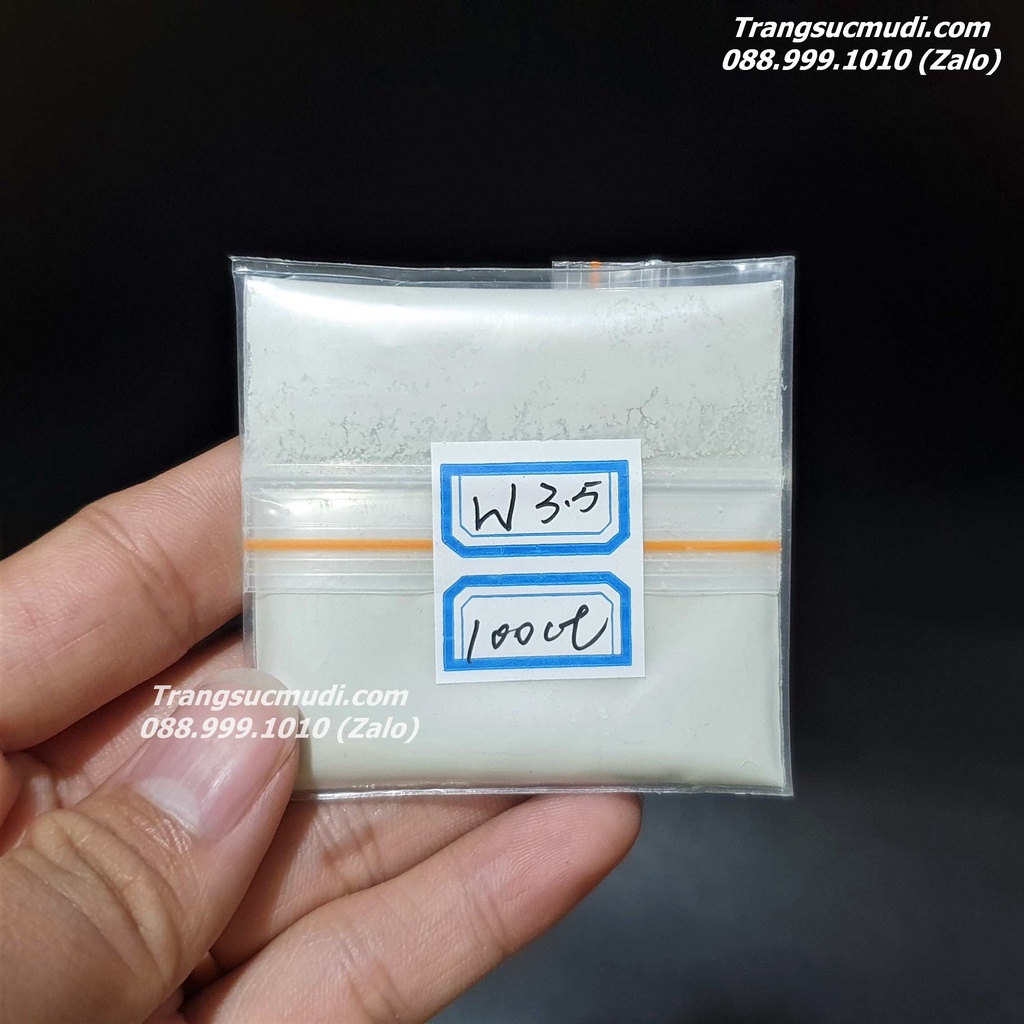 Trangsucmudi.com
088.999.1010 (Zalo)
W 3.5
100ct
Trangsucmudi.com
088.999.1010 (Zalo)